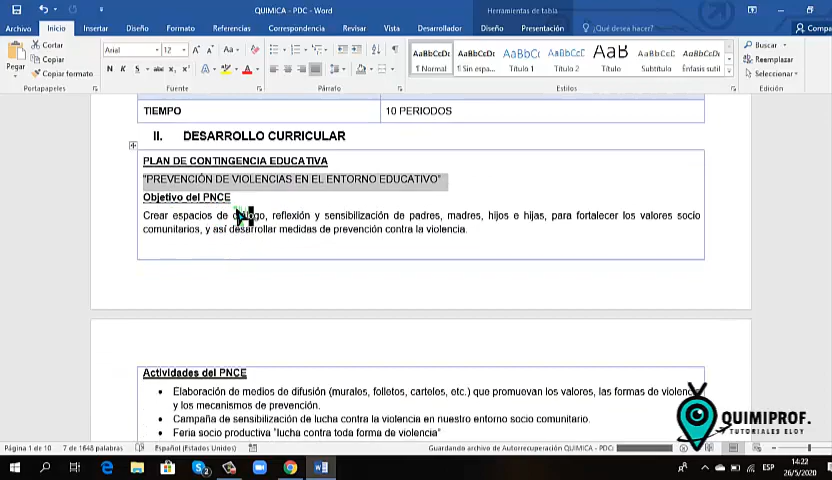 QUIMICA - PDC - Word
Herramientas de tabla
Archivo Inicio Insertar Diseño Formato Referencias Correspondencia Revisar Vista Desarrollador Diseño Presentación ¿Qué desea hacer? Compa
Pegar
Cortar
Copiar
Copiar formato
Portapapeles
Arial 12
N K S
Fuente
Párrafo
AaBbCcDc AaBbCcDc AaBbC AaBbCcC AaB AaBbCcD AaBbCcDt
¶ Normal ¶ Sin espa... Título 1 Título 2 Título Subtítulo Énfasis sutil
Estilos
Buscar
Reemplazar
Seleccionar
Edición
TIEMPO 10 PERIODOS
II. DESARROLLO CURRICULAR
PLAN DE CONTINGENCIA EDUCATIVA
"PREVENCIÓN DE VIOLENCIAS EN EL ENTORNO EDUCATIVO"
Objetivo del PNCE
Crear espacios de diálogo, reflexión y sensibilización de padres, madres, hijos e hijas, para fortalecer los valores socio
comunitarios, y así desarrollar medidas de prevención contra la violencia.
Actividades del PNCE
• Elaboración de medios de difusión (murales, folletos, carteles, etc.) que promuevan los valores, las formas de violencia
y los mecanismos de prevención.
• Campaña de sensibilización de lucha contra la violencia en nuestro entorno socio comunitario.
• Feria socio productiva "lucha contra toda forma de violencia"
QUIMIPROF.
TUTORIALES ELOY
Página 1 de 10 7 de 1648 palabras Español (Estados Unidos) Guardando archivo de Autorrecuperación QUIMICA - PDC:
ESP
14:22
26/5/2020